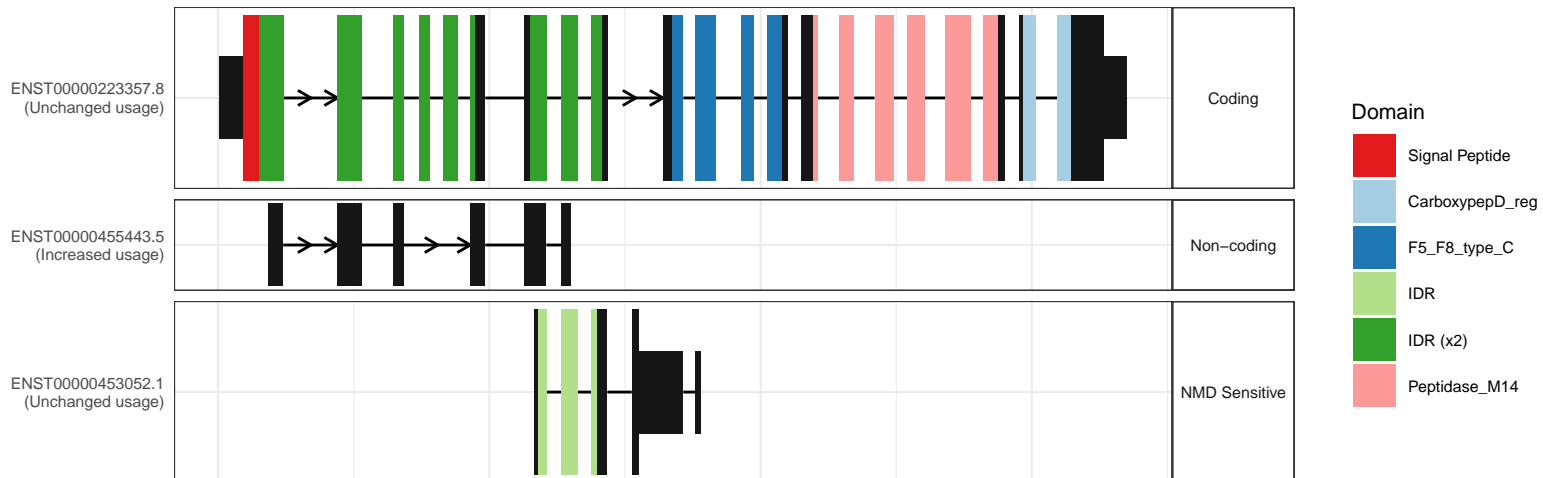 ENST00000223357.8
(Unchanged usage)
Coding
ENST00000455443.5
(Increased usage)
Non−coding
ENST00000453052.1
(Unchanged usage)
NMD Sensitive
Domain
Signal Peptide
CarboxypepD_reg
F5_F8_type_C
IDR
IDR (x2)
Peptidase_M14